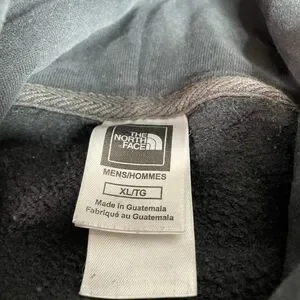 THE
NORTH
FACE
MENS/HOMMES
XL/TG
Made in Guatemala
Fabriqué au Guatemala